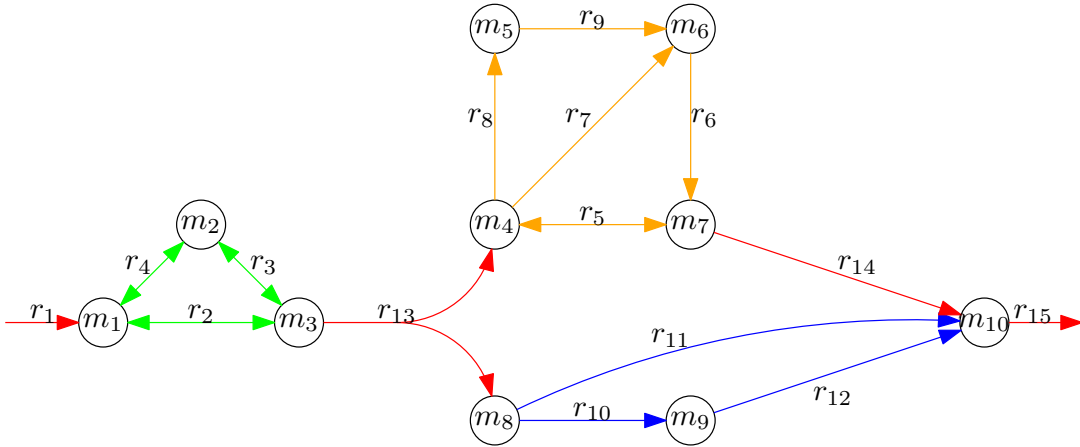 m₅ r₉ m₆
r₈ r₇ r₆
m₂ m₄ r₅ m₇
r₄ r₃ r₁₄
r₁ m₁ r₂ m₃ r₁₃ r₁₁ m₁₀ r₁₅
m₈ r₁₀ m₉ r₁₂